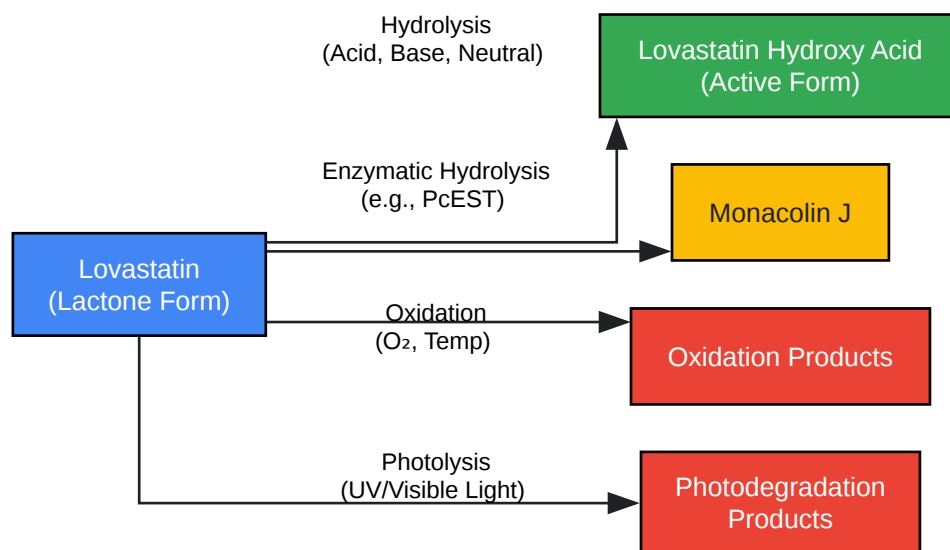 Hydrolysis
(Acid, Base, Neutral)
Lovastatin Hydroxy Acid
(Active Form)
Enzymatic Hydrolysis
(e.g., PcEST)
Monacolin J
Lovastatin
(Lactone Form)
Oxidation
(O₂, Temp)
Oxidation Products
Photolysis
(UV/Visible Light)
Photodegradation
Products